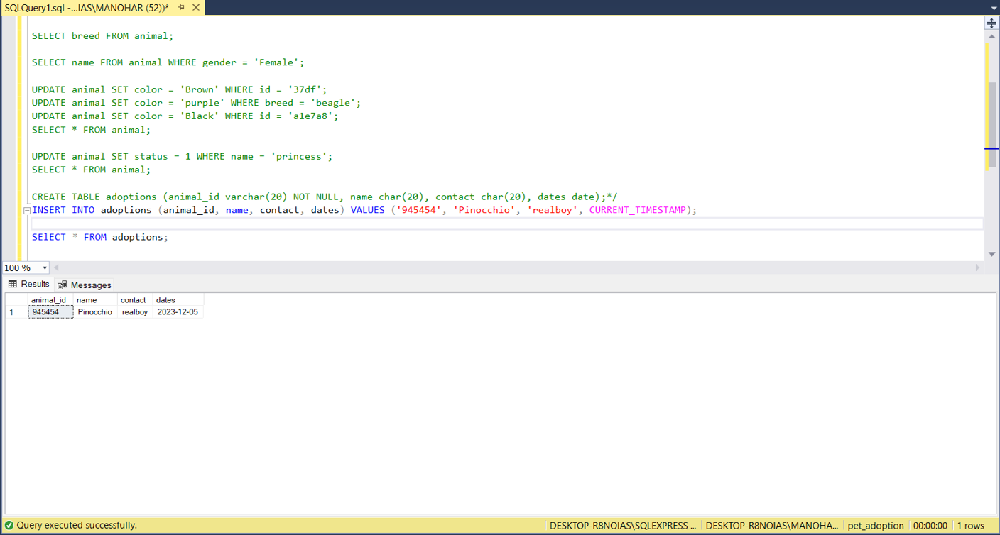 SQLQuery1.sql -...IAS\MANOHAR (52))*
SELECT breed FROM animal;
SELECT name FROM animal WHERE gender = 'Female';
UPDATE animal SET color = 'Brown' WHERE id = '37df';
UPDATE animal SET color = 'purple' WHERE breed = 'beagle';
UPDATE animal SET color = 'Black' WHERE id = 'a1e7a8';
SELECT * FROM animal;
UPDATE animal SET status = 1 WHERE name = 'princess';
SELECT * FROM animal;
CREATE TABLE adoptions (animal_id varchar(20) NOT NULL, name char(20), contact char(20), dates date);*/
INSERT INTO adoptions (animal_id, name, contact, dates) VALUES ('945454', 'Pinocchio', 'realboy', CURRENT_TIMESTAMP);
SElECT * FROM adoptions;
100 %
Results Messages
animal_id name contact dates
1 945454 Pinocchio realboy 2023-12-05
Query executed successfully. DESKTOP-R8NOIAS\SQLEXPRESS ... DESKTOP-R8NOIAS\MANOHA... pet_adoption 00:00:00 1 rows